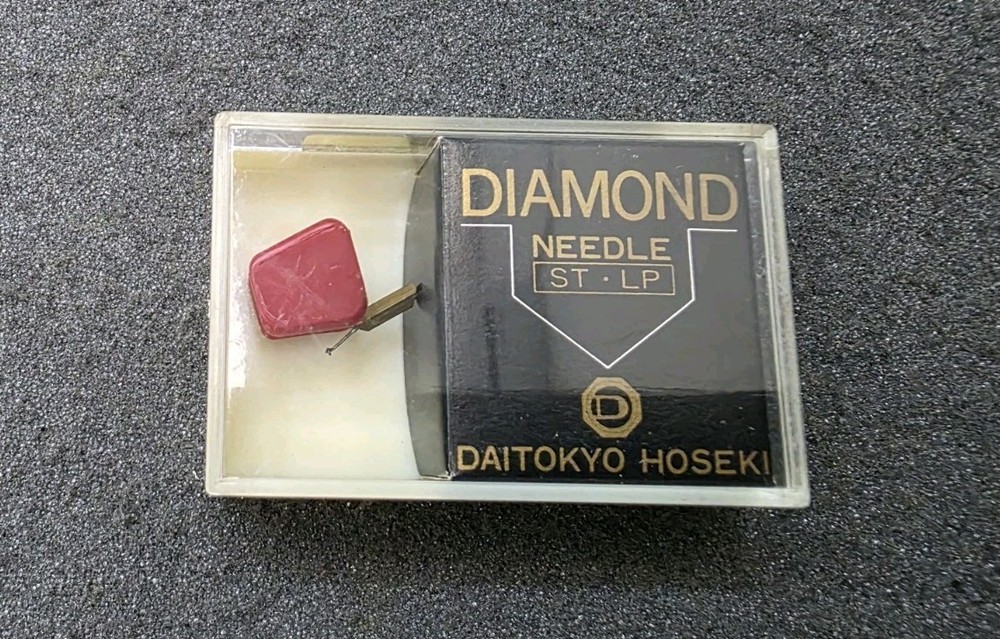 DIAMOND
NEEDLE
ST · LP
D
DAITOKYO HOSEKI